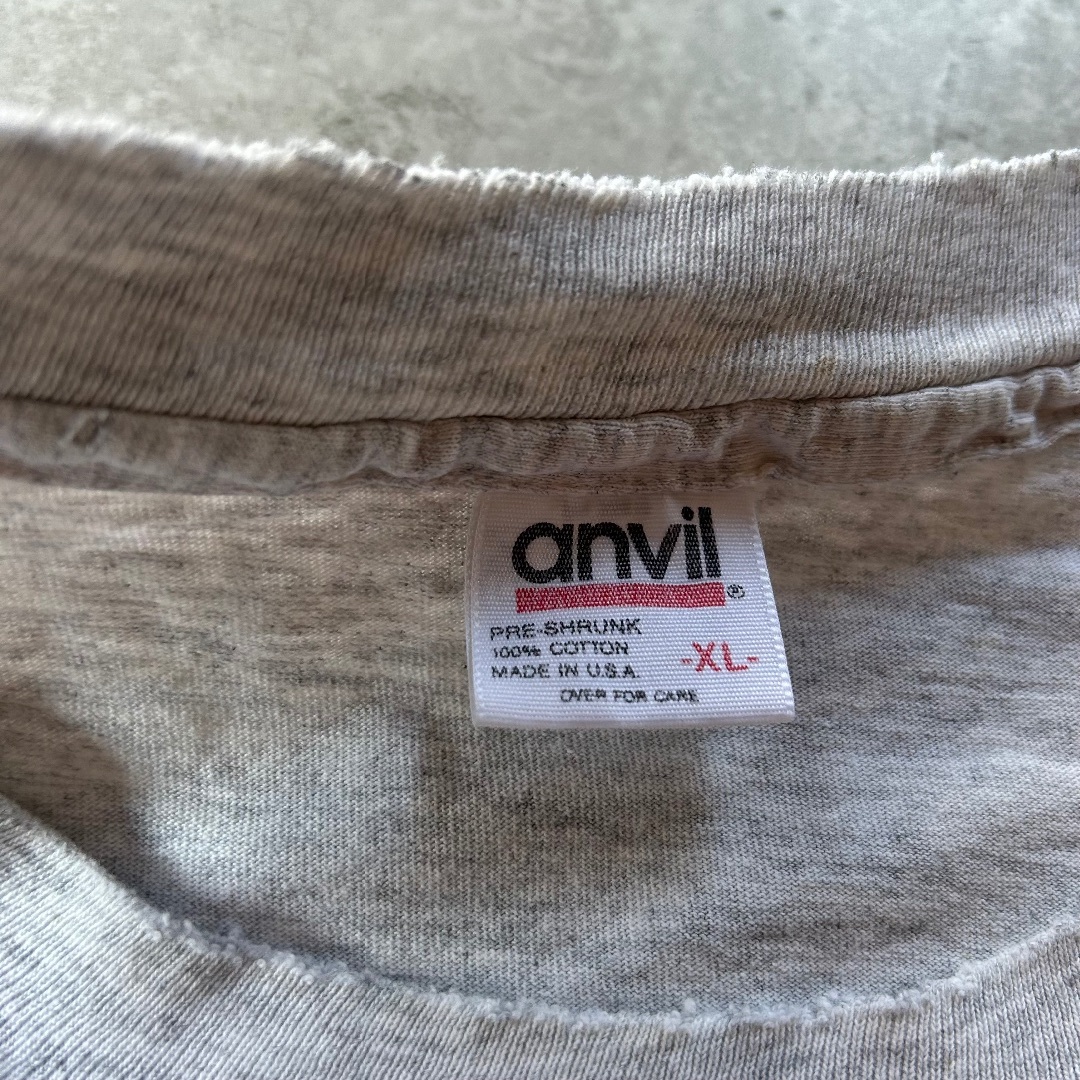 anvil®
PRE-SHRUNK
100% COTTON
MADE IN U.S.A.
-XL-
OVER FOR CARE